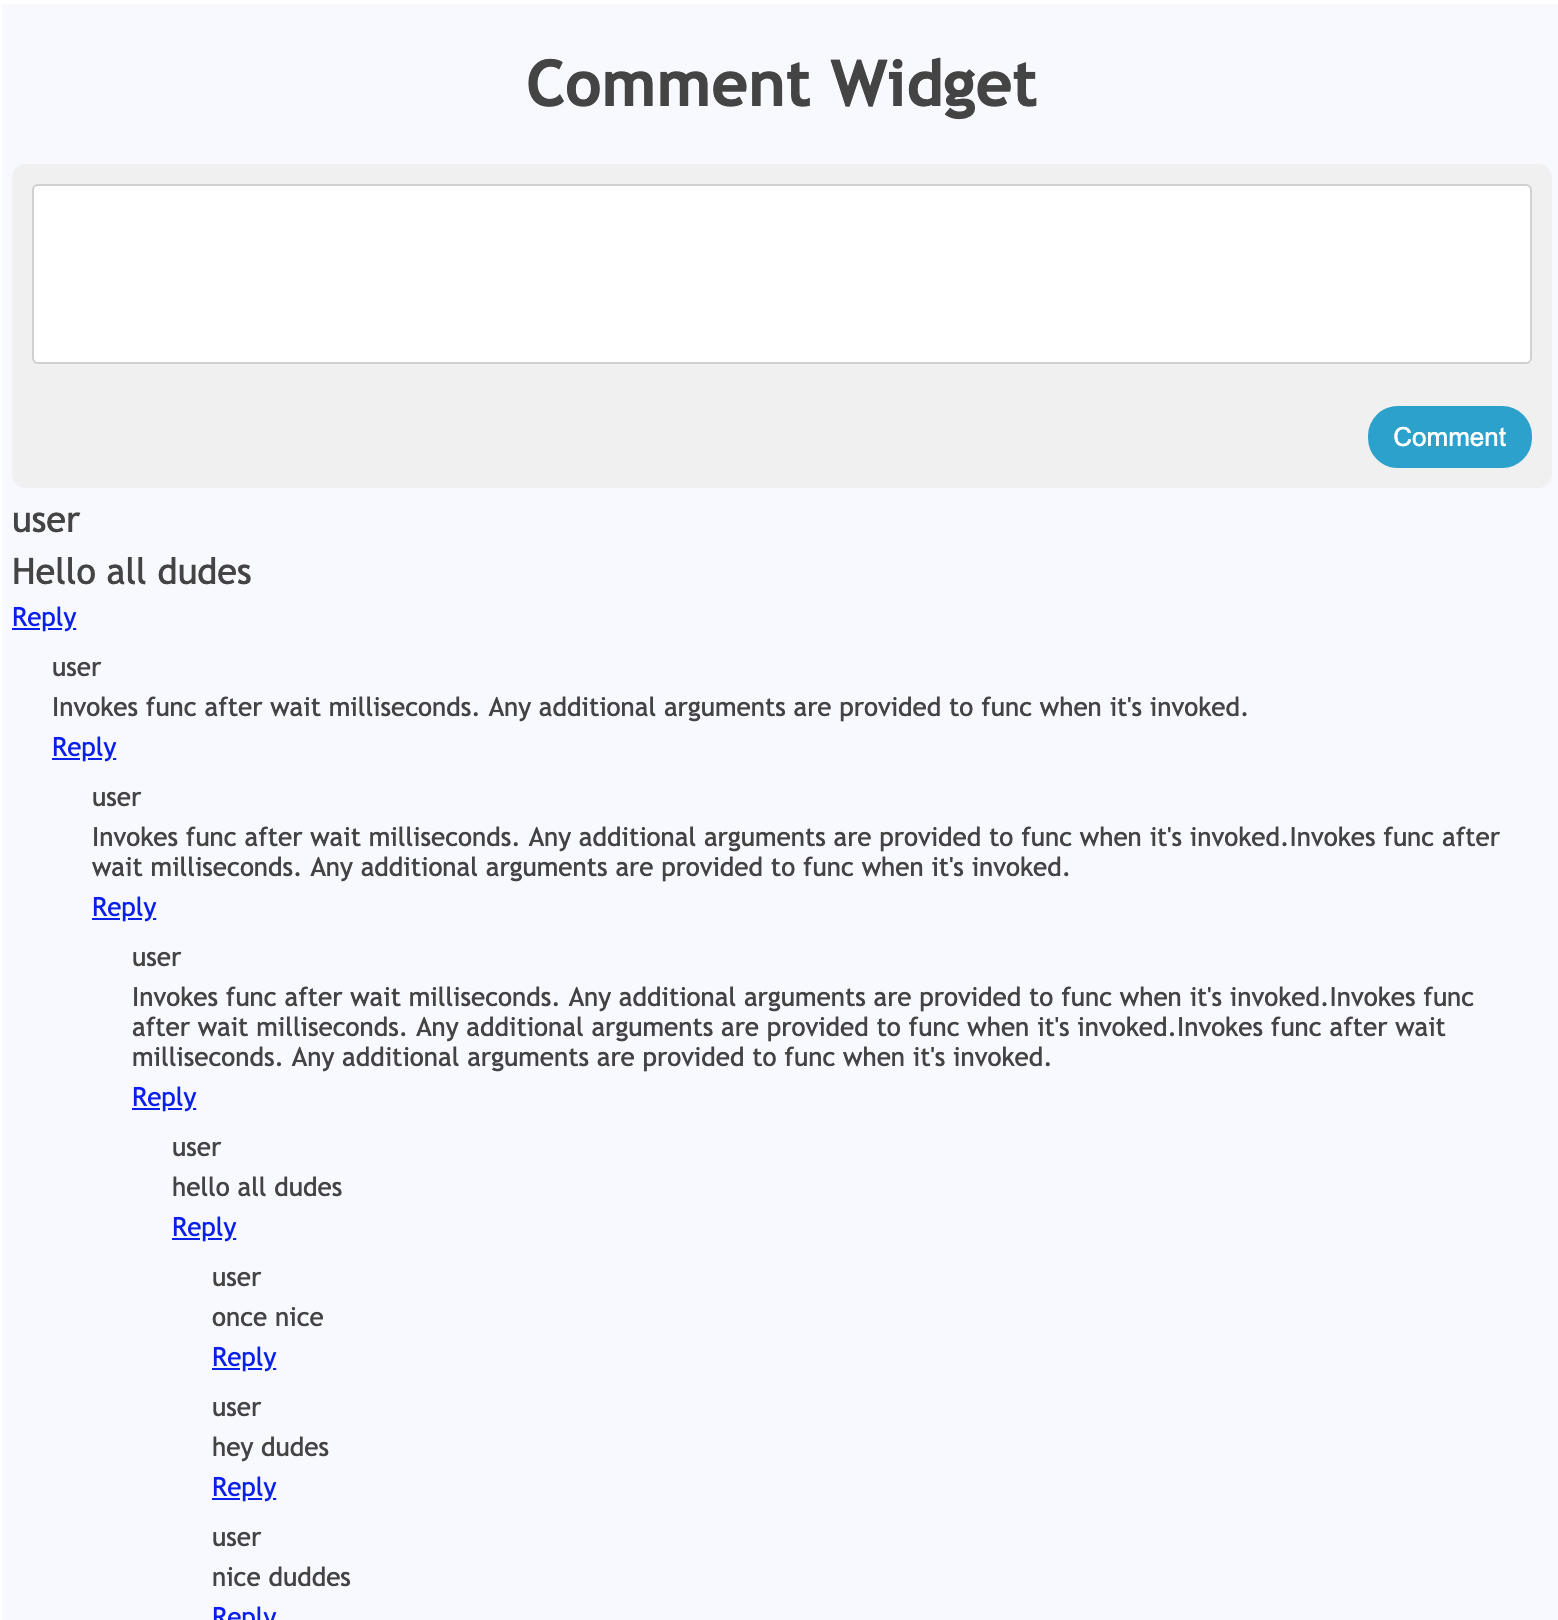 Comment Widget
Comment
user
Hello all dudes
Reply
user
Invokes func after wait milliseconds. Any additional arguments are provided to func when it's invoked.
Reply
user
Invokes func after wait milliseconds. Any additional arguments are provided to func when it's invoked.Invokes func after
wait milliseconds. Any additional arguments are provided to func when it's invoked.
Reply
user
Invokes func after wait milliseconds. Any additional arguments are provided to func when it's invoked.Invokes func
after wait milliseconds. Any additional arguments are provided to func when it's invoked.Invokes func after wait
milliseconds. Any additional arguments are provided to func when it's invoked.
Reply
user
hello all dudes
Reply
user
once nice
Reply
user
hey dudes
Reply
user
nice duddes
Reply